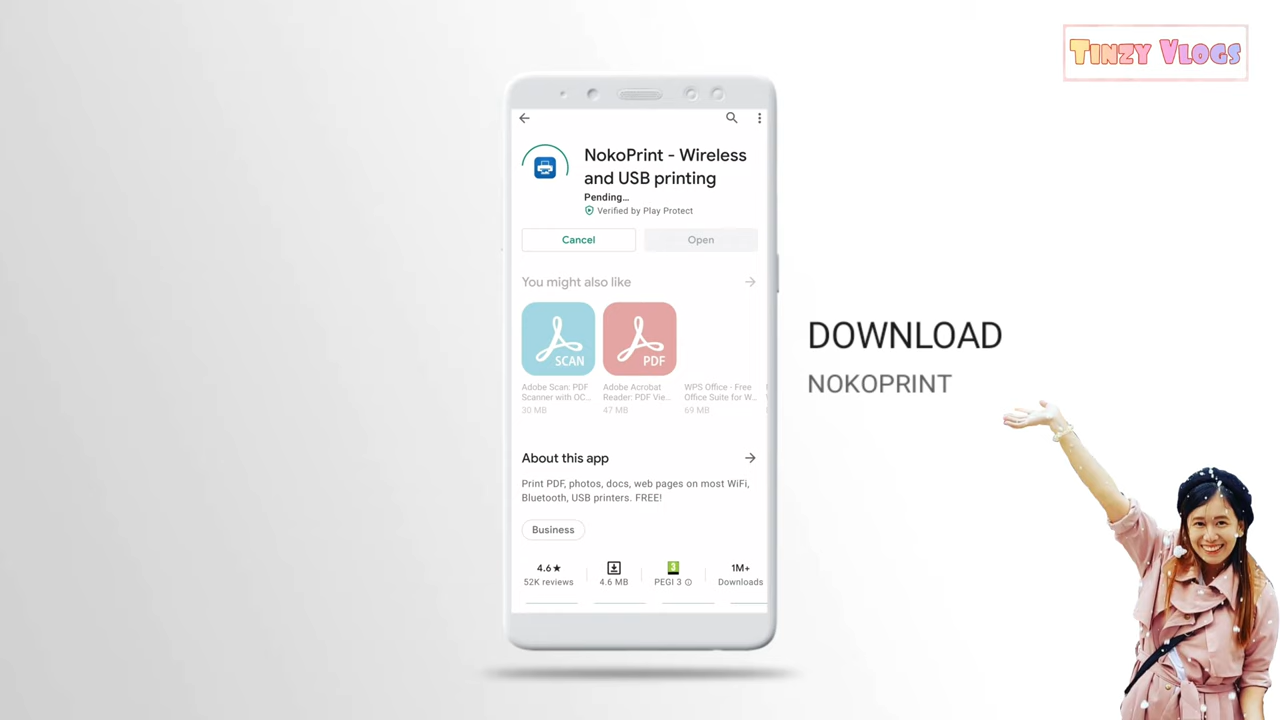 Tinzy Vlogs
NokoPrint - Wireless
and USB printing
Pending...
Verified by Play Protect
Cancel
Open
You might also like
SCAN
PDF
Adobe Scan: PDF
Scanner with OC...
30 MB
Adobe Acrobat
Reader: PDF Vie...
47 MB
WPS Office - Free
Office Suite for W...
69 MB
About this app
Print PDF, photos, docs, web pages on most WiFi,
Bluetooth, USB printers. FREE!
Business
4.6★
52K reviews
4.6 MB
3
PEGI 3
1M+
Downloads
DOWNLOAD
NOKOPRINT